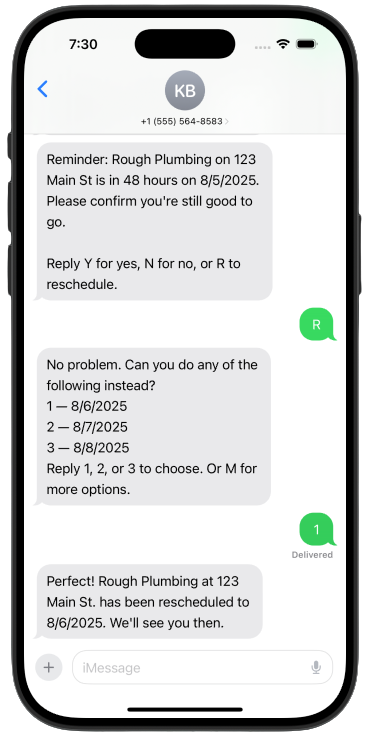 7:30
KB
+1 (555) 564-8583
Reminder: Rough Plumbing on 123
Main St is in 48 hours on 8/5/2025.
Please confirm you're still good to
go.
Reply Y for yes, N for no, or R to
reschedule.
R
No problem. Can you do any of the
following instead?
1 — 8/6/2025
2 — 8/7/2025
3 — 8/8/2025
Reply 1, 2, or 3 to choose. Or M for
more options.
1
Delivered
Perfect! Rough Plumbing at 123
Main St. has been rescheduled to
8/6/2025. We'll see you then.
iMessage